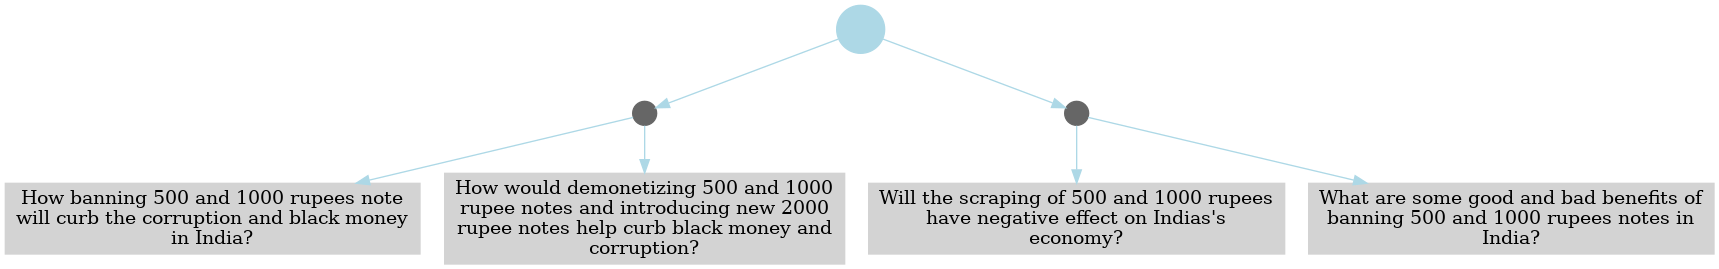 How banning 500 and 1000 rupees note
will curb the corruption and black money
in India?
How would demonetizing 500 and 1000
rupee notes and introducing new 2000
rupee notes help curb black money and
corruption?
Will the scraping of 500 and 1000 rupees
have negative effect on Indias's
economy?
What are some good and bad benefits of
banning 500 and 1000 rupees notes in
India?